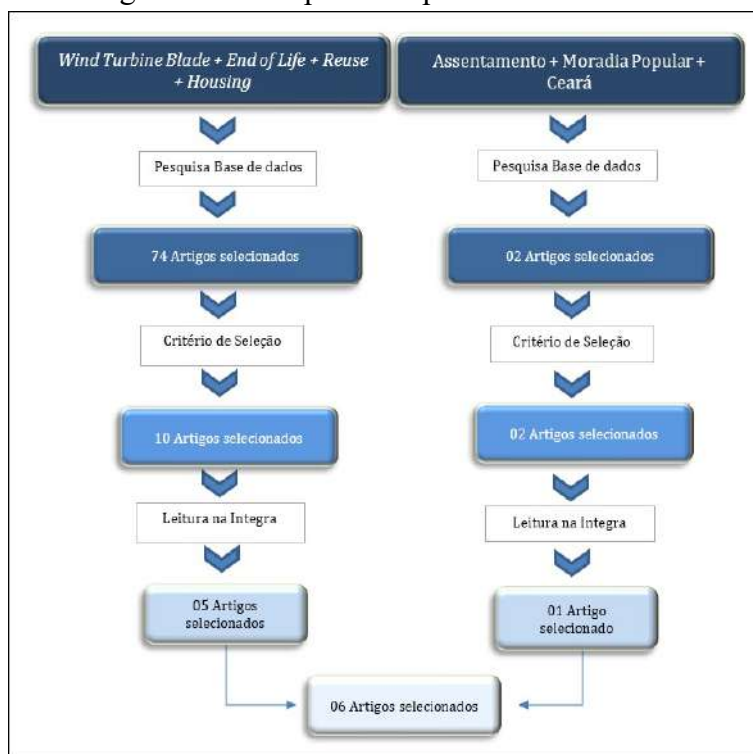 Wind Turbine Blade + End of Life + Reuse
+ Housing
Pesquisa Base de dados
74 Artigos selecionados
Critério de Seleção
10 Artigos selecionados
Leitura na Integra
05 Artigos
selecionados
Assentamento + Moradia Popular +
Ceará
Pesquisa Base de dados
02 Artigos selecionados
Critério de Seleção
02 Artigos selecionados
Leitura na Integra
01 Artigo
selecionado
06 Artigos selecionados